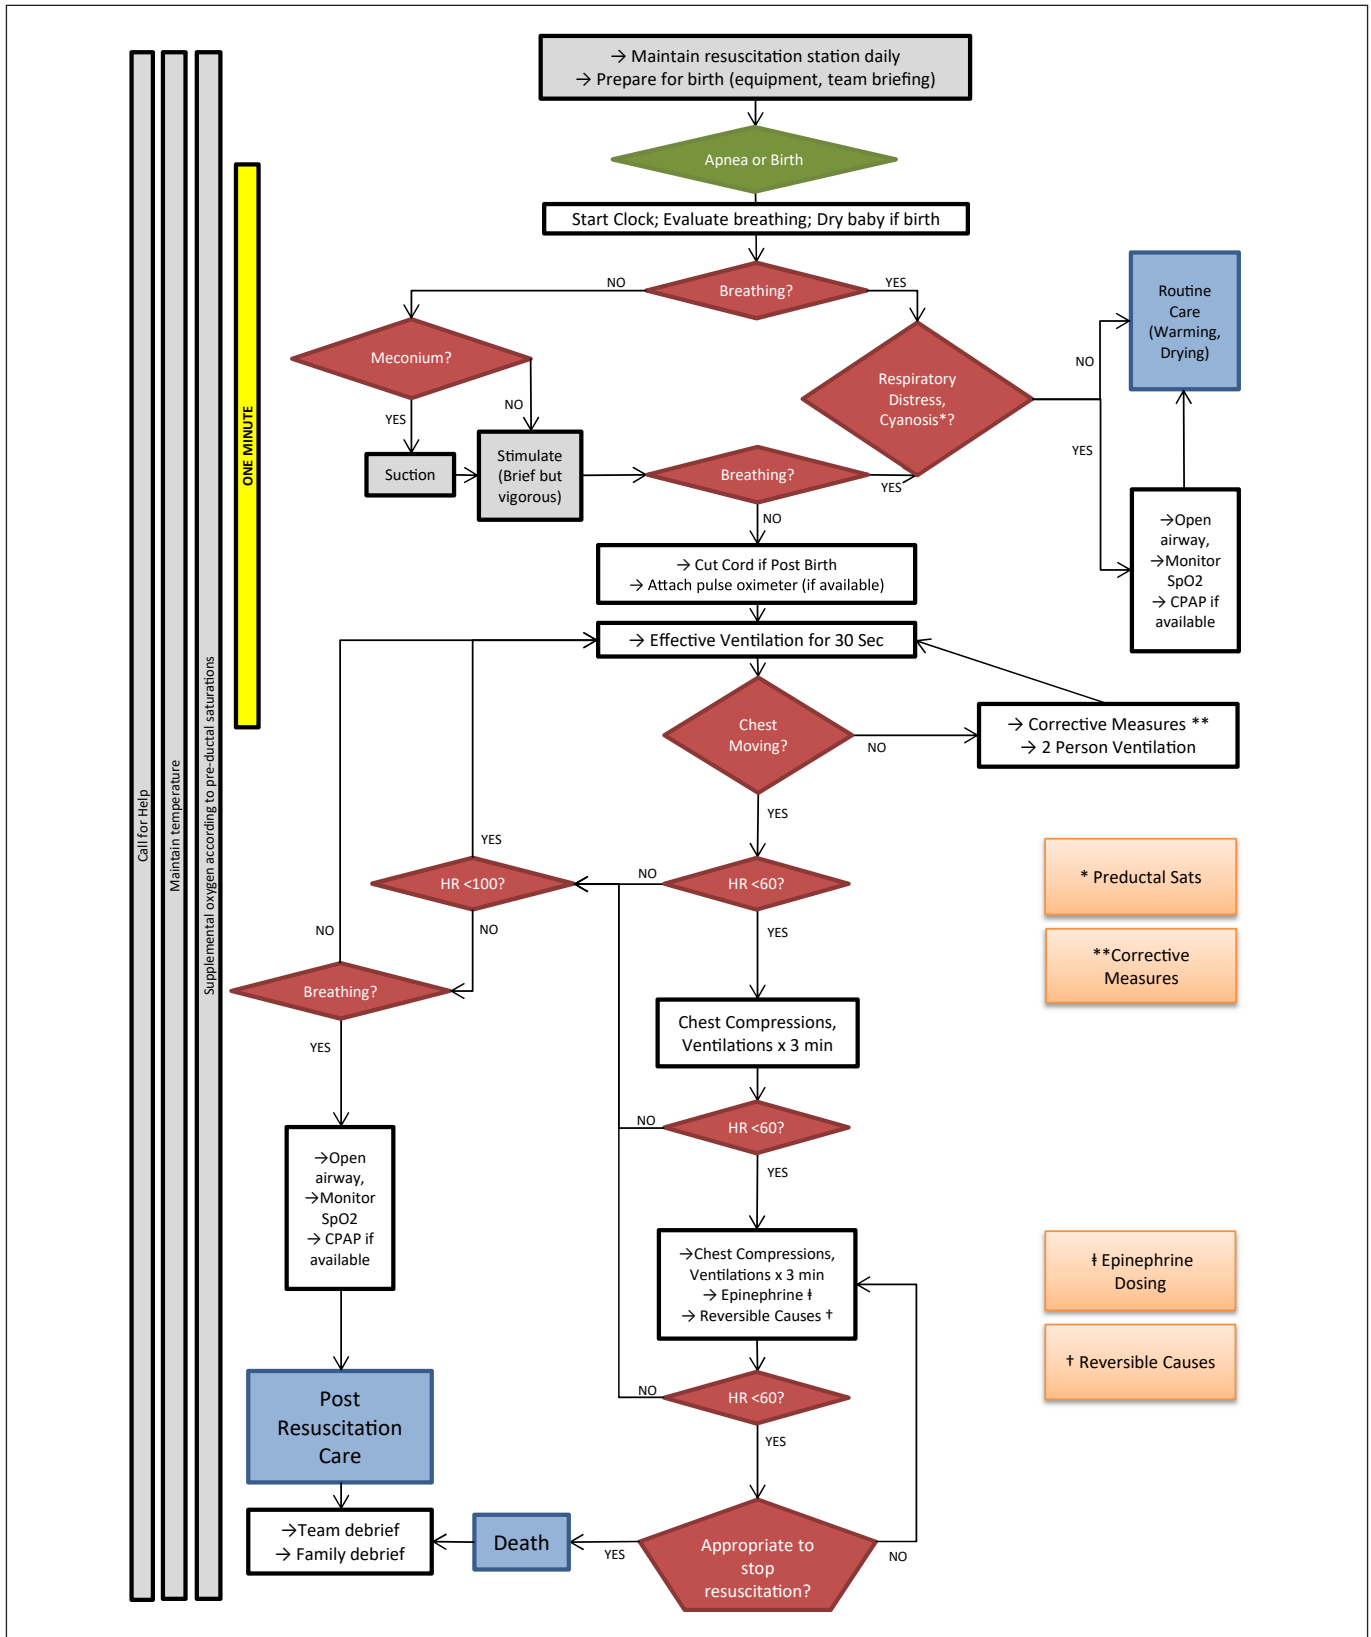 → Maintain resuscitation station daily
→ Prepare for birth (equipment, team briefing)
Apnea or Birth
Start Clock; Evaluate breathing; Dry baby if birth
Breathing?
NO
YES
Meconium?
YES
NO
Suction
Stimulate
(Brief but
vigorous)
Respiratory
Distress,
Cyanosis*?
NO
YES
Routine
Care
(Warming,
Drying)
Breathing?
YES
NO
→Open
airway,
→Monitor
SpO2
→ CPAP if
available
→ Cut Cord if Post Birth
→ Attach pulse oximeter (if available)
→ Effective Ventilation for 30 Sec
Chest
Moving?
NO
YES
→ Corrective Measures **
→ 2 Person Ventilation
HR <60?
NO
YES
HR <100?
YES
NO
Breathing?
NO
YES
→Open
airway,
→Monitor
SpO2
→ CPAP if
available
Chest Compressions,
Ventilations x 3 min
HR <60?
NO
YES
→Chest Compressions,
Ventilations x 3 min
→ Epinephrine ‡
→ Reversible Causes †
HR <60?
NO
YES
Appropriate to
stop
resuscitation?
NO
YES
Death
Post
Resuscitation
Care
→Team debrief
→ Family debrief
* Preductal Sats
**Corrective
Measures
‡ Epinephrine
Dosing
† Reversible Causes
ONE MINUTE
Call for Help
Maintain temperature
Supplemental oxygen according to pre-ductal saturations